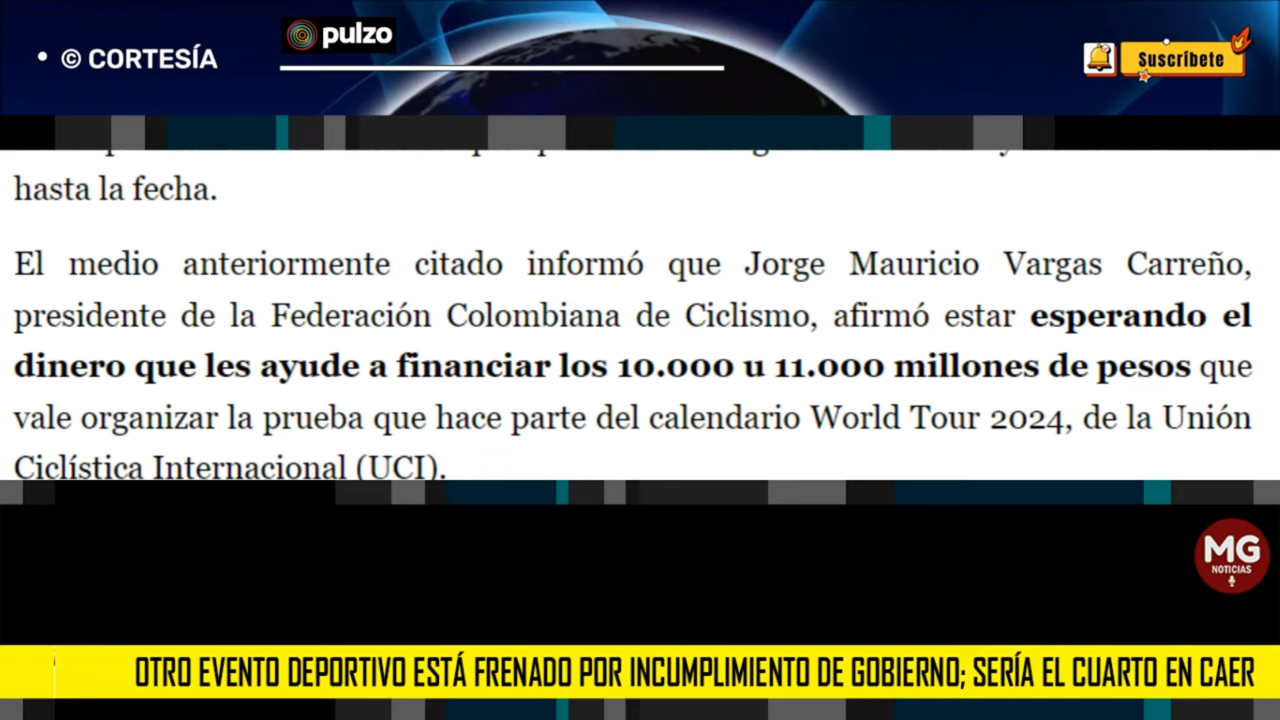 • © CORTESÍA
pulzo
Suscríbete
hasta la fecha.
El medio anteriormente citado informó que Jorge Mauricio Vargas Carreño,
presidente de la Federación Colombiana de Ciclismo, afirmó estar esperando el
dinero que les ayude a financiar los 10.000 u 11.000 millones de pesos que
vale organizar la prueba que hace parte del calendario World Tour 2024, de la Unión
Ciclística Internacional (UCI).
MG
NOTICIAS
OTRO EVENTO DEPORTIVO ESTÁ FRENADO POR INCUMPLIMIENTO DE GOBIERNO; SERÍA EL CUARTO EN CAER